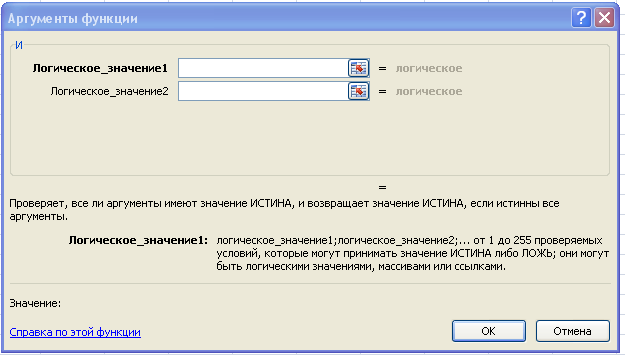 Аргументы функции
И
Логическое_значение1 = логическое
Логическое_значение2 = логическое
=
Проверяет, все ли аргументы имеют значение ИСТИНА, и возвращает значение ИСТИНА, если истинны все
аргументы.
Логическое_значение1: логическое_значение1;логическое_значение2;... от 1 до 255 проверяемых
условий, которые могут принимать значение ИСТИНА либо ЛОЖЬ; они могут
быть логическими значениями, массивами или ссылками.
Значение:
Справка по этой функции
ОК
Отмена